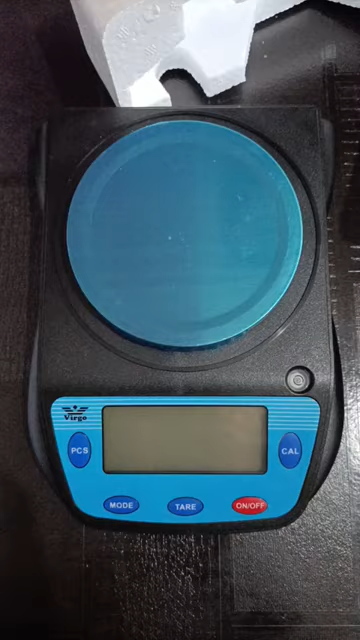 Virgo
PCS
CAL
MODE
TARE
ON/OFF